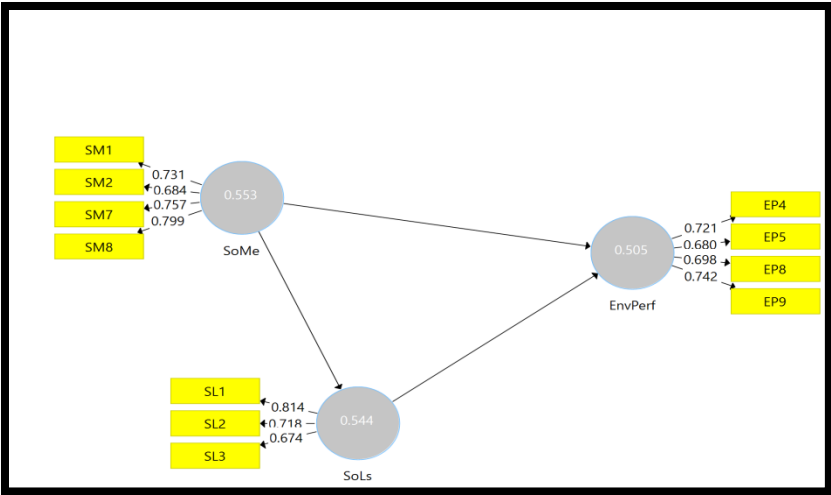 SM1
SM2
SM7
SM8
0.731
0.684
0.757
0.799
0.553
SoMe
EP4
EP5
EP8
EP9
0.721
0.680
0.698
0.742
0.505
EnvPerf
SL1
SL2
SL3
0.814
0.718
0.674
0.544
SoLs